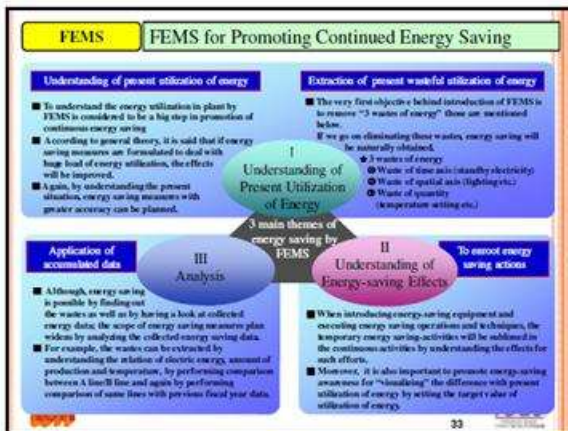 FEMS
FEMS for Promoting Continued Energy Saving
Understanding of present utilization of energy
■ To understand the energy utilization in plant by
FEMS is considered to be a big step in promotion of
continuous energy saving
■ According to general theory, it is said that if energy
saving measures are formulated to deal with
huge load of energy utilization, the effects
will be improved.
■ Again, by understanding the present
situation, energy saving measures with
greater accuracy can be planned.
Extraction of present wasteful utilization of energy
■ The very first objective behind introduction of FEMS is
to remove "3 wastes of energy" those are mentioned
below.
If we go on eliminating these wastes, energy saving will
be naturally obtained.
★ 3 wastes of energy
Waste of time axis (standby electricity)
Waste of spatial axis (lighting etc.)
Waste of quantity
(temperature setting etc.)
I
Understanding of
Present Utilization
of Energy
3 main themes of
energy saving by
FEMS
Application of
accumulated data
III
Analysis
■ Although, energy saving
is possible by finding out
the wastes as well as by having a look at collected
energy data; the scope of energy saving measures plan
widens by analyzing the collected energy saving data.
■ For example, the wastes can be extracted by
understanding the relation of electric energy, amount of
production and temperature, by performing comparison
between A line/B line and again by performing
comparison of same lines with previous fiscal year data.
II
Understanding of
Energy-saving Effects
To enroot energy
saving actions
■ When introducing energy-saving equipment and
executing energy saving operations and techniques, the
temporary energy saving-activities will be sublimed in
the continuous activities by understanding the effects for
such efforts.
■ Moreover, it is also important to promote energy-saving
awareness for "visualizing" the difference with present
utilization of energy by setting the target value of
utilization of energy.
33